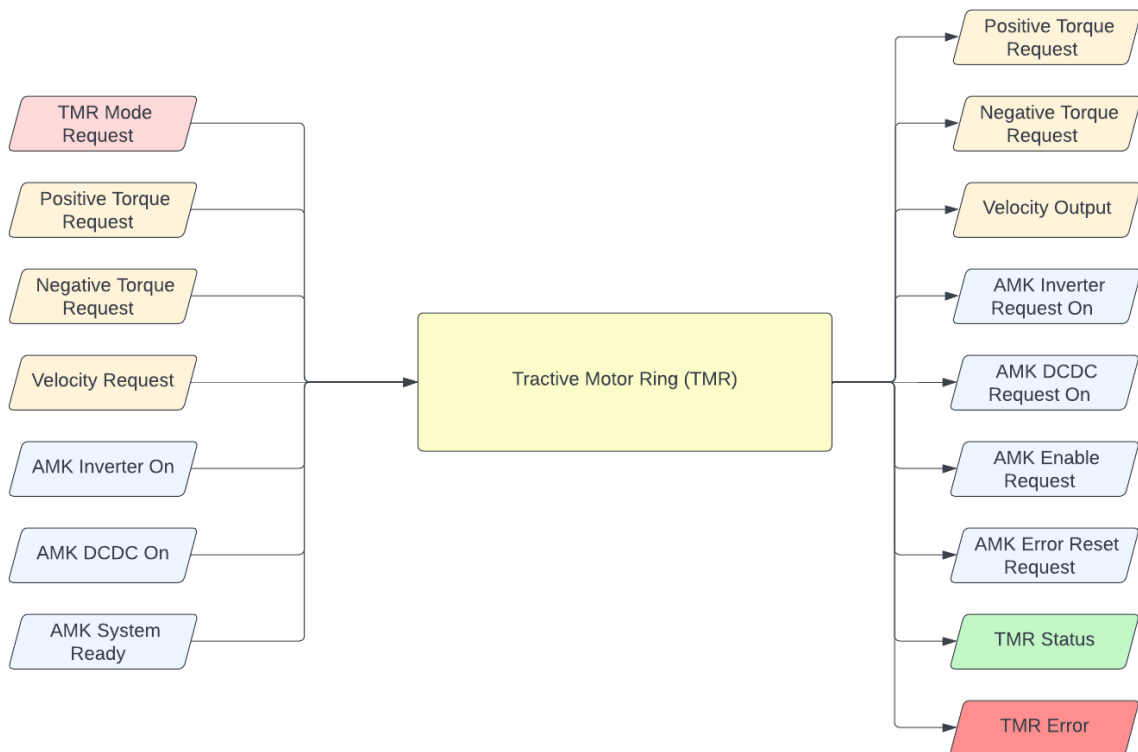 TMR Mode
Request
Positive Torque
Request
Negative Torque
Request
Velocity Request
AMK Inverter On
AMK DCDC On
AMK System
Ready
Tractive Motor Ring (TMR)
Positive Torque
Request
Negative Torque
Request
Velocity Output
AMK Inverter
Request On
AMK DCDC
Request On
AMK Enable
Request
AMK Error Reset
Request
TMR Status
TMR Error